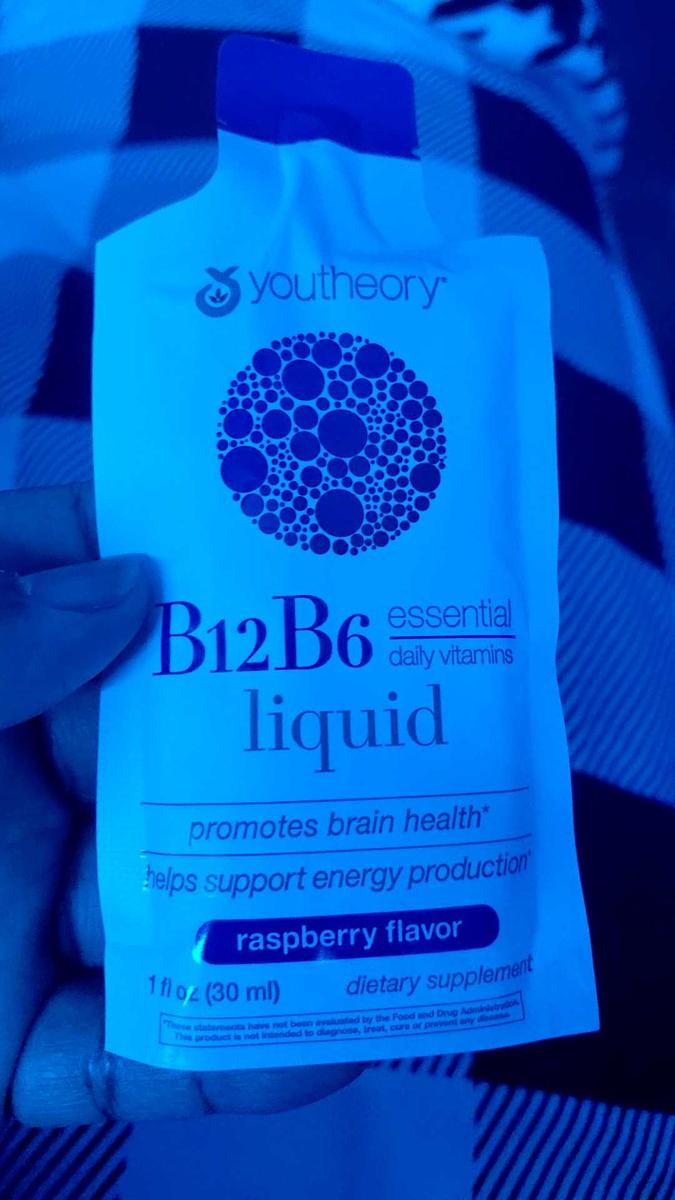 youtheory®
B12B6 essential
daily vitamins
liquid
promotes brain health*
helps support energy production*
raspberry flavor
1 fl oz (30 ml) dietary supplement
*These statements have not been evaluated by the Food and Drug Administration.
This product is not intended to diagnose, treat, cure or prevent any disease.